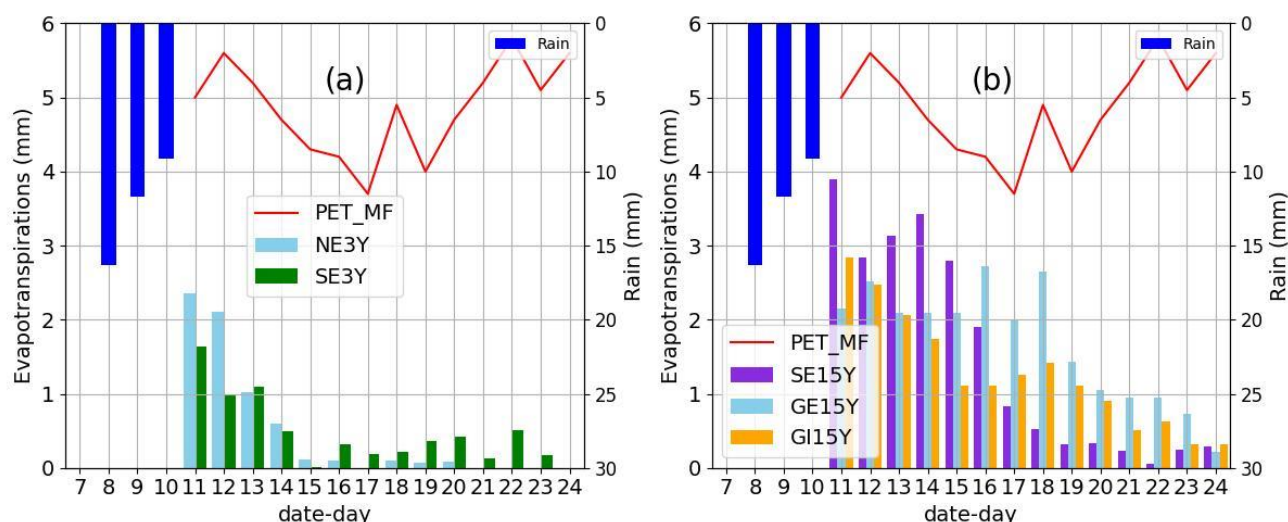 6
5
4
3
2
1
0
Evapotranspirations (mm)
(a)
Rain
PET_MF
NE3Y
SE3Y
0
5
10
15
20
25
30
Rain (mm)
7 8 9 10 11 12 13 14 15 16 17 18 19 20 21 22 23 24
date-day
6
5
4
3
2
1
0
Evapotranspirations (mm)
(b)
Rain
PET_MF
SE15Y
GE15Y
GI15Y
0
5
10
15
20
25
30
Rain (mm)
7 8 9 10 11 12 13 14 15 16 17 18 19 20 21 22 23 24
date-day